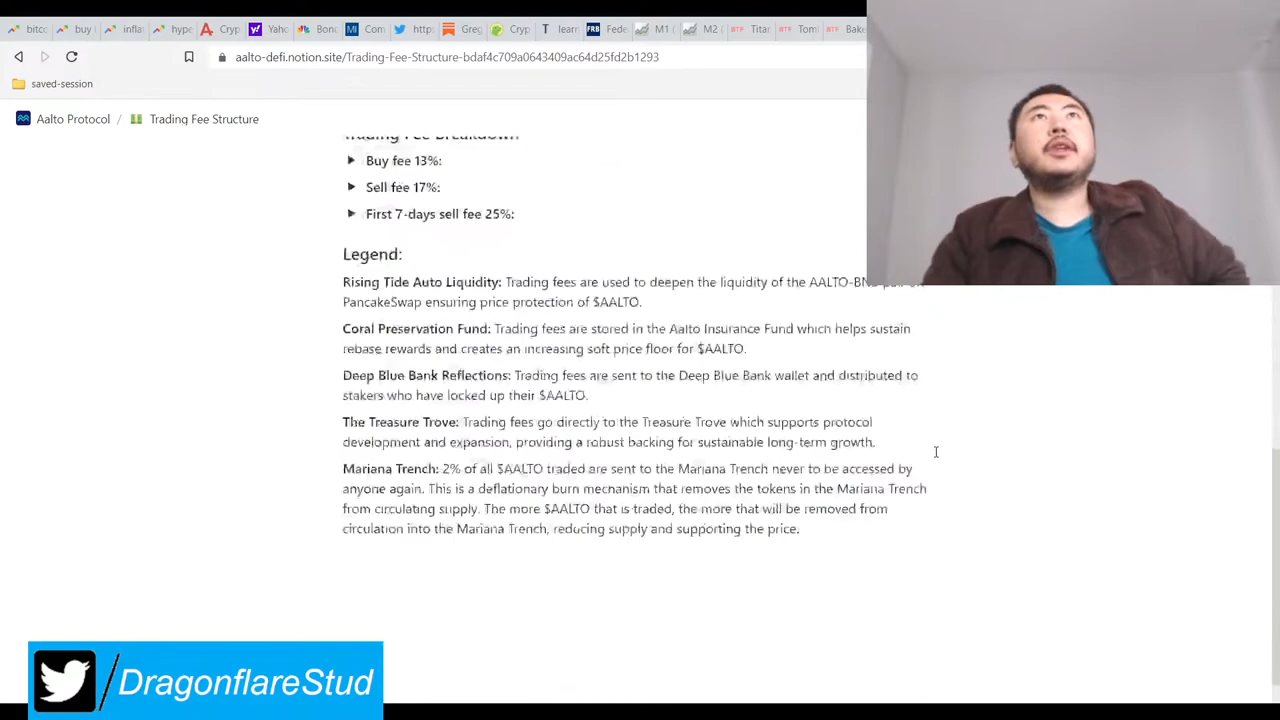 bitcc
buy
inflat
hype
Cryp
Yaho
Bonc
Com
http:
Greg
Cryp
learn
Fede
M1 (
M2 (
Titar
Tom
Bake
aalto-defi.notion.site/Trading-Fee-Structure-bdaf4c709a0643409ac64d25fd2b1293
saved-session
Aalto Protocol / Trading Fee Structure
Trading Fee Breakdown
Buy fee 13%:
Sell fee 17%:
First 7-days sell fee 25%:
Legend:
Rising Tide Auto Liquidity: Trading fees are used to deepen the liquidity of the AALTO-BNB pair on
PancakeSwap ensuring price protection of $AALTO.
Coral Preservation Fund: Trading fees are stored in the Aalto Insurance Fund which helps sustain
rebase rewards and creates an increasing soft price floor for $AALTO.
Deep Blue Bank Reflections: Trading fees are sent to the Deep Blue Bank wallet and distributed to
stakers who have locked up their $AALTO.
The Treasure Trove: Trading fees go directly to the Treasure Trove which supports protocol
development and expansion, providing a robust backing for sustainable long-term growth.
Mariana Trench: 2% of all $AALTO traded are sent to the Mariana Trench never to be accessed by
anyone again. This is a deflationary burn mechanism that removes the tokens in the Mariana Trench
from circulating supply. The more $AALTO that is traded, the more that will be removed from
circulation into the Mariana Trench, reducing supply and supporting the price.
/DragonflareStud